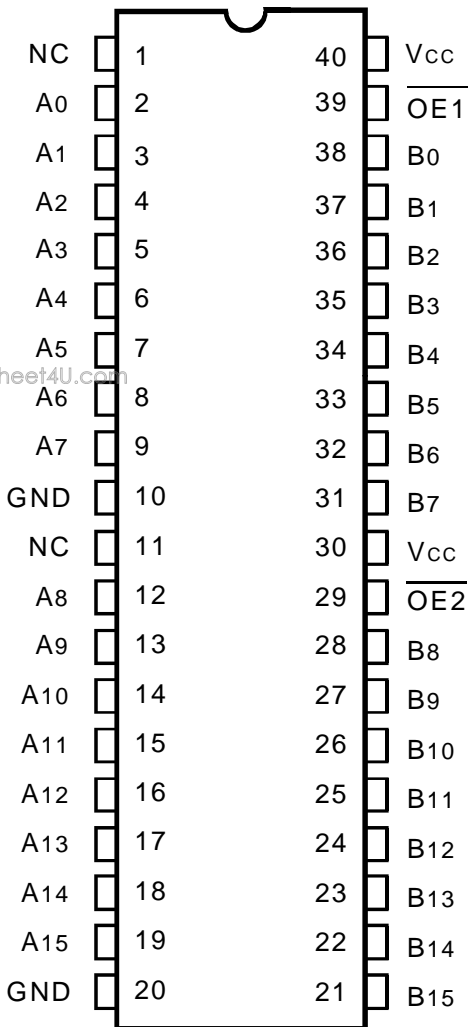 NC 1 40 VCC
A0 2 39 OE1
A1 3 38 B0
A2 4 37 B1
A3 5 36 B2
A4 6 35 B3
A5 7 34 B4
heet4U.com
A6 8 33 B5
A7 9 32 B6
GND 10 31 B7
NC 11 30 VCC
A8 12 29 OE2
A9 13 28 B8
A10 14 27 B9
A11 15 26 B10
A12 16 25 B11
A13 17 24 B12
A14 18 23 B13
A15 19 22 B14
GND 20 21 B15